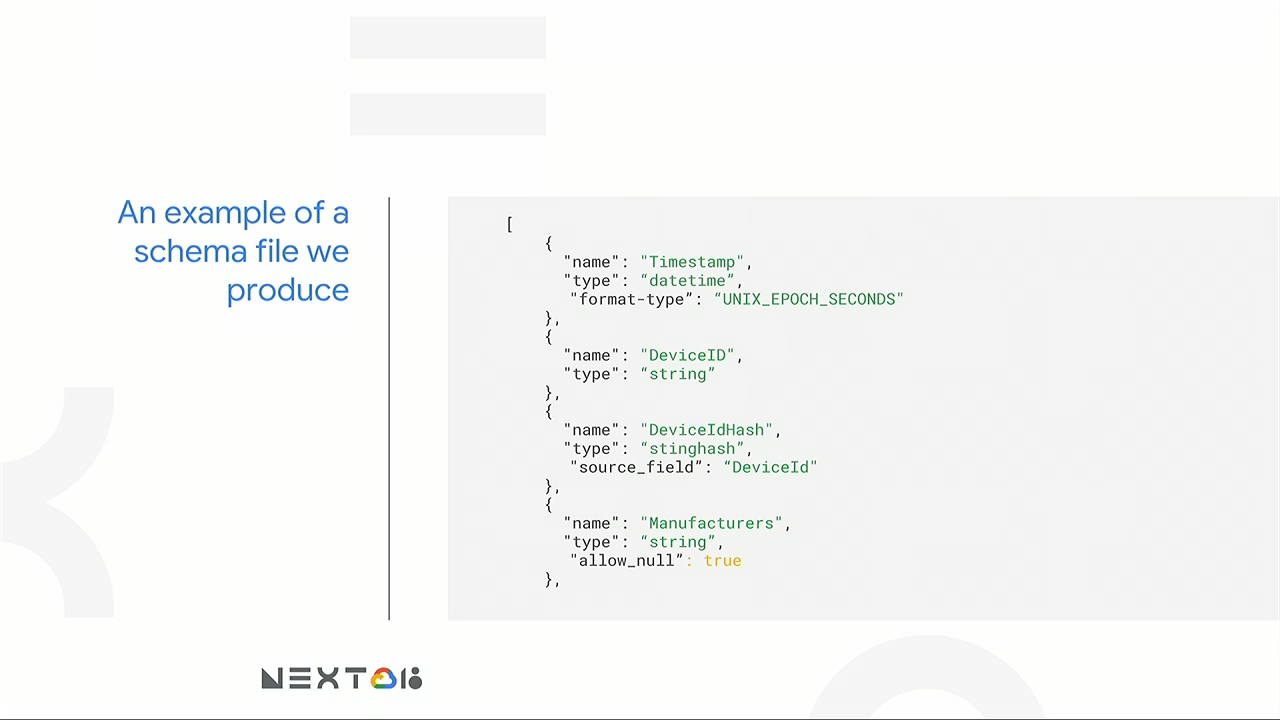 An example of a
schema file we
produce
[
{
"name": "Timestamp",
"type": “datetime”,
"format-type”: “UNIX_EPOCH_SECONDS"
},
{
"name": "DeviceID",
"type": “string”
},
{
"name": "DeviceIdHash",
"type": “stinghash”,
"source_field”: “DeviceId"
},
{
"name": "Manufacturers",
"type": “string”,
"allow_null”: true
},
NEXT 18